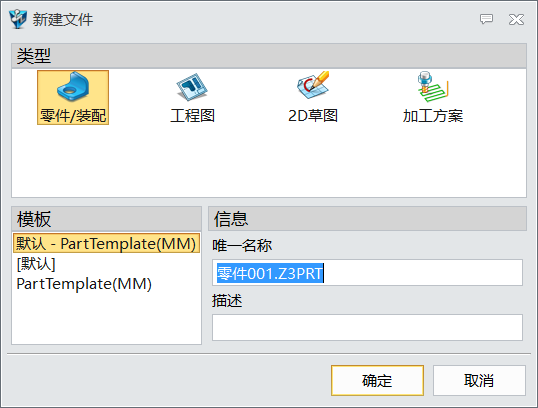 新建文件
类型
零件/装配
工程图
2D草图
加工方案
模板
默认 - PartTemplate(MM)
[默认]
PartTemplate(MM)
信息
唯一名称
零件001.Z3PRT
描述
确定
取消